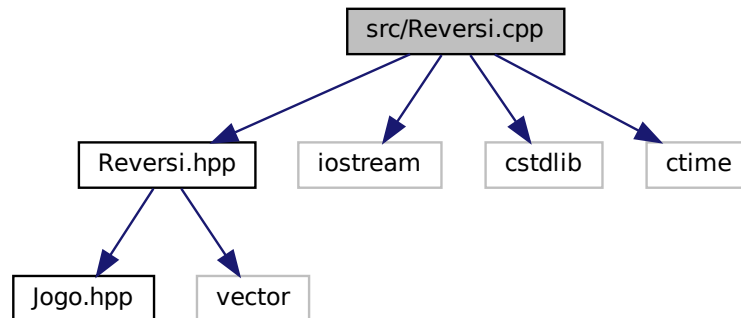 src/Reversi.cpp
Reversi.hpp
iostream
cstdlib
ctime
Jogo.hpp
vector